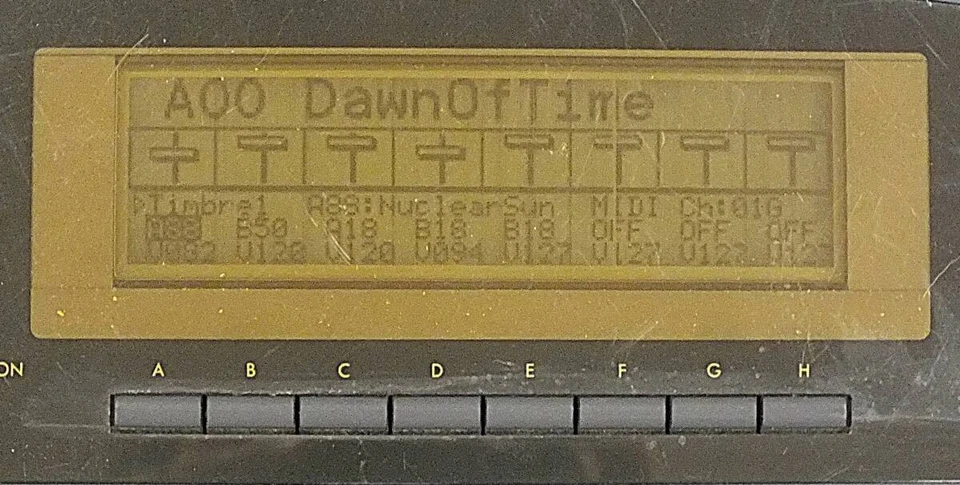 A00 DawnOfTime
▷Timbre1 A88:NuclearSun MIDI Ch:01G
A88 B50 A18 B18 B18 OFF OFF OFF
V082 V120 V120 V094 V127 V127 V127 V127
ON A B C D E F G H